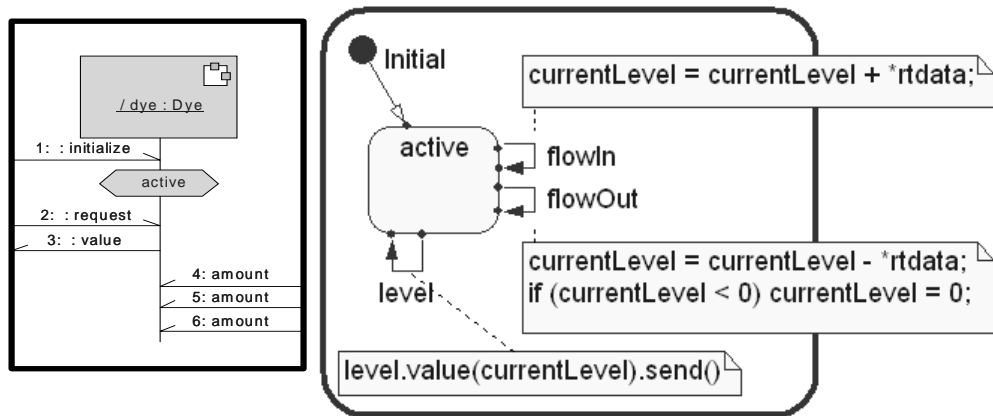 / dye : Dye
1: : initialize
active
2: : request
3: : value
4: amount
5: amount
6: amount
Initial
currentLevel = currentLevel + *rtdata;
active
flowIn
flowOut
currentLevel = currentLevel - *rtdata;
if (currentLevel < 0) currentLevel = 0;
level
level.value(currentLevel).send()